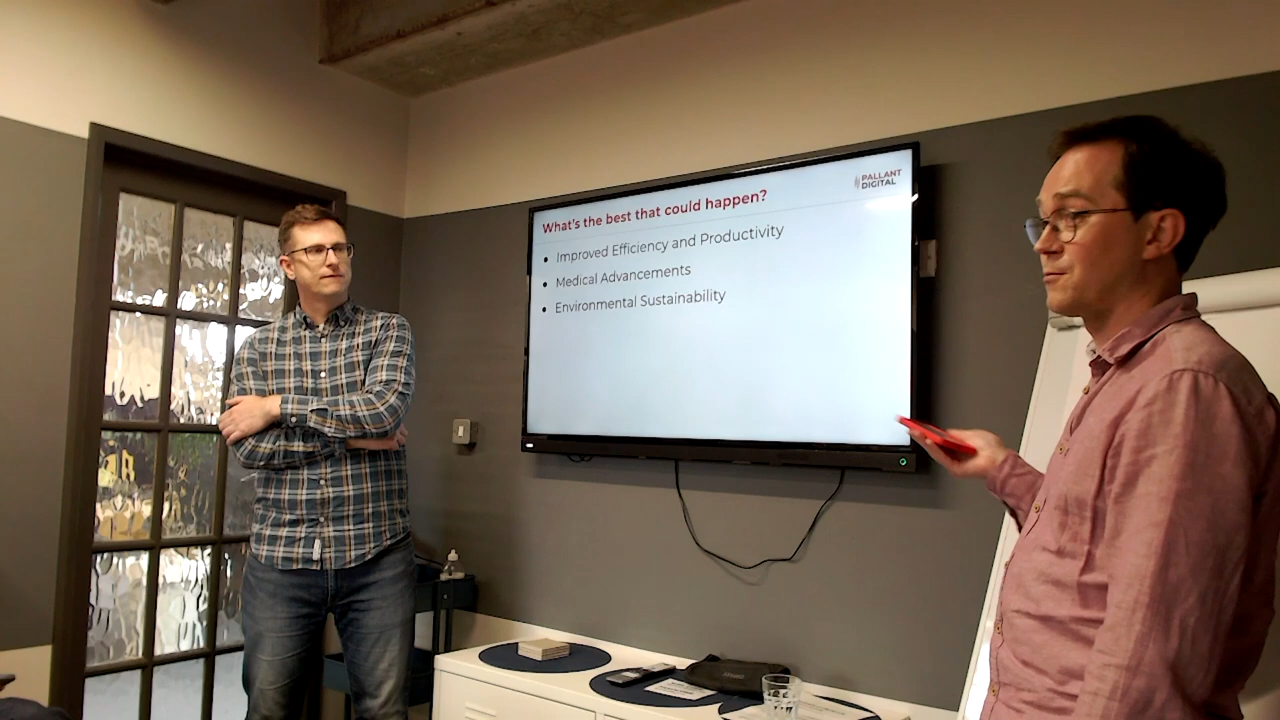 What's the best that could happen?
PALLANT
DIGITAL
● Improved Efficiency and Productivity
● Medical Advancements
● Environmental Sustainability